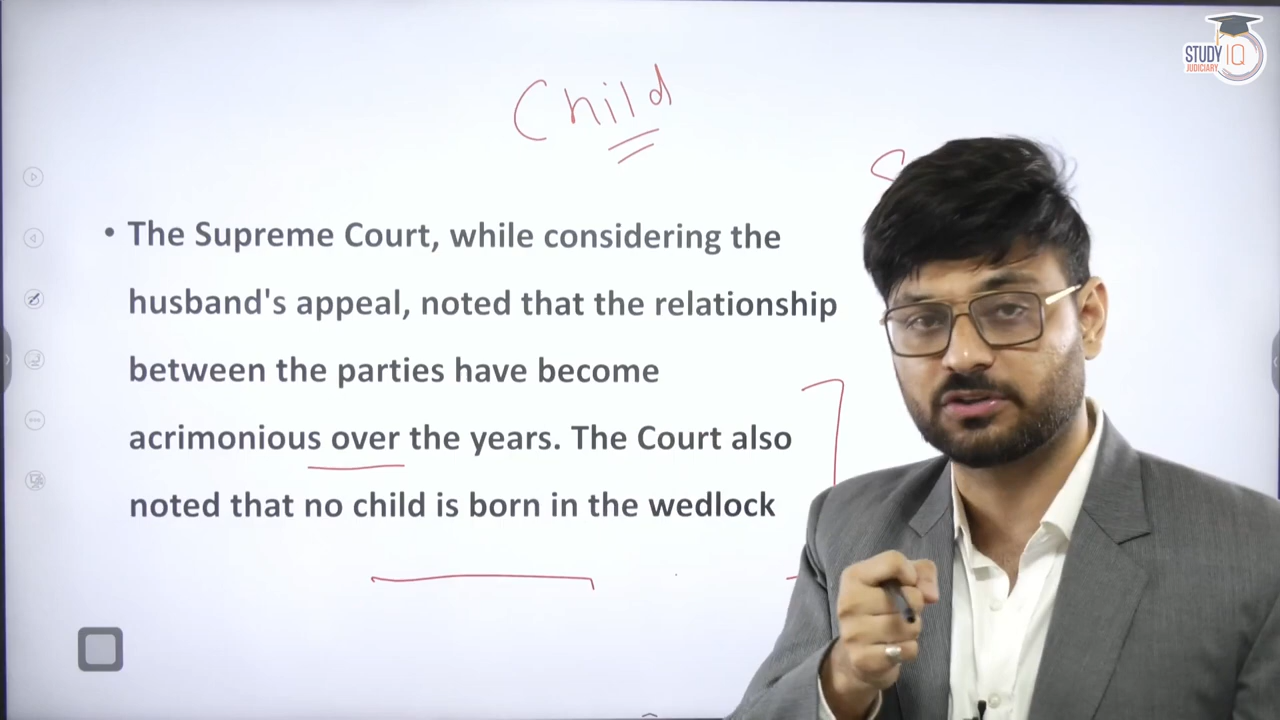 STUDY IQ
JUDICIARY
Child
• The Supreme Court, while considering the
husband's appeal, noted that the relationship
between the parties have become
acrimonious over the years. The Court also
noted that no child is born in the wedlock